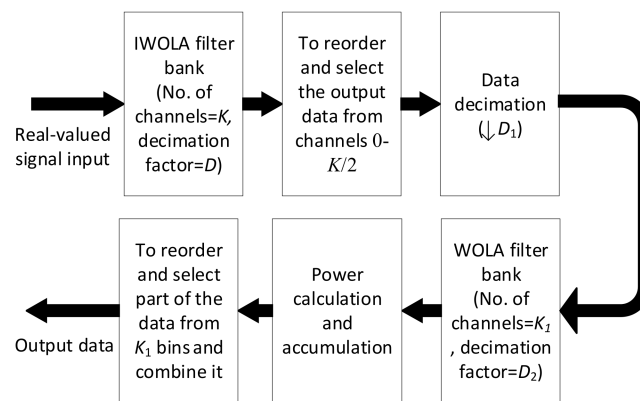 Real-valued
signal input
IWOLA filter
bank
(No. of
channels=K,
decimation
factor=D)
To reorder
and select
the output
data from
channels 0-
K/2
Data
decimation
(↓D₁)
WOLA filter
bank
(No. of
channels=K₁
, decimation
factor=D₂)
Power
calculation
and
accumulation
To reorder
and select
part of the
data from
K₁ bins and
combine it
Output data